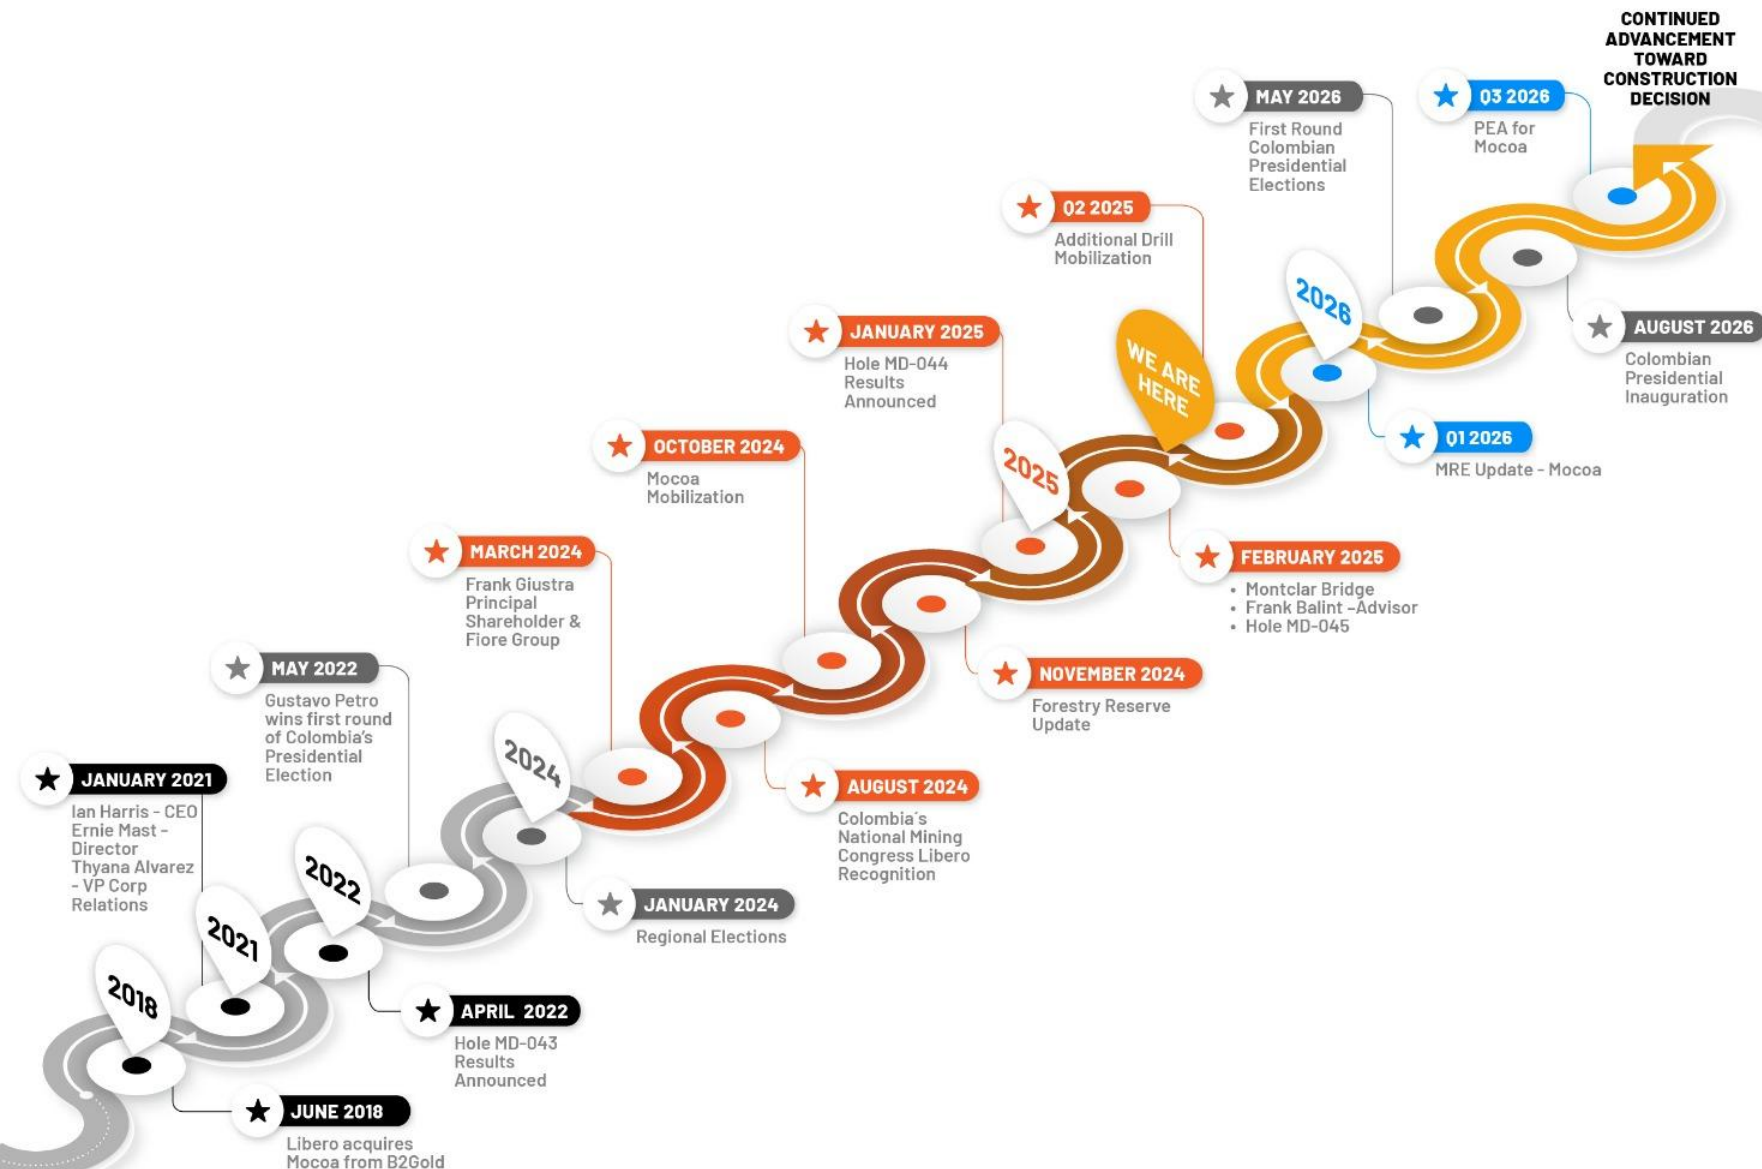 CONTINUED
ADVANCEMENT
TOWARD
CONSTRUCTION
DECISION
MAY 2026
First Round
Colombian
Presidential
Elections
Q3 2026
PEA for
Mocoa
Q2 2025
Additional Drill
Mobilization
2026
AUGUST 2026
Colombian
Presidential
Inauguration
JANUARY 2025
Hole MD-044
Results
Announced
WE ARE
HERE
Q1 2026
MRE Update - Mocoa
OCTOBER 2024
Mocoa
Mobilization
2025
FEBRUARY 2025
• Montclar Bridge
• Frank Balint –Advisor
• Hole MD-045
MARCH 2024
Frank Giustra
Principal
Shareholder &
Fiore Group
NOVEMBER 2024
Forestry Reserve
Update
MAY 2022
Gustavo Petro
wins first round
of Colombia's
Presidential
Election
2024
AUGUST 2024
Colombia´s
National Mining
Congress Libero
Recognition
JANUARY 2021
Ian Harris - CEO
Ernie Mast -
Director
Thyana Alvarez
- VP Corp
Relations
2022
JANUARY 2024
Regional Elections
2021
2018
APRIL 2022
Hole MD-043
Results
Announced
JUNE 2018
Libero acquires
Mocoa from B2Gold